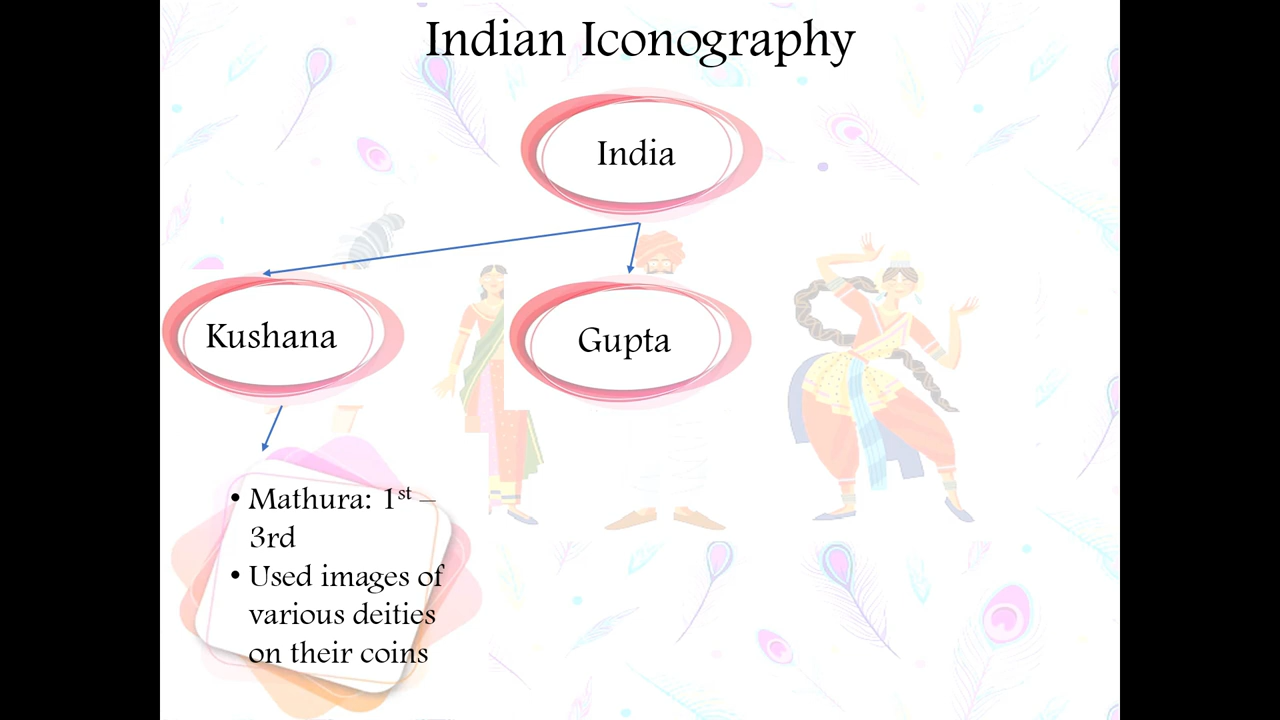 Indian Iconography
India
Kushana
Gupta
• Mathura: 1st –
3rd
• Used images of
various deities
on their coins